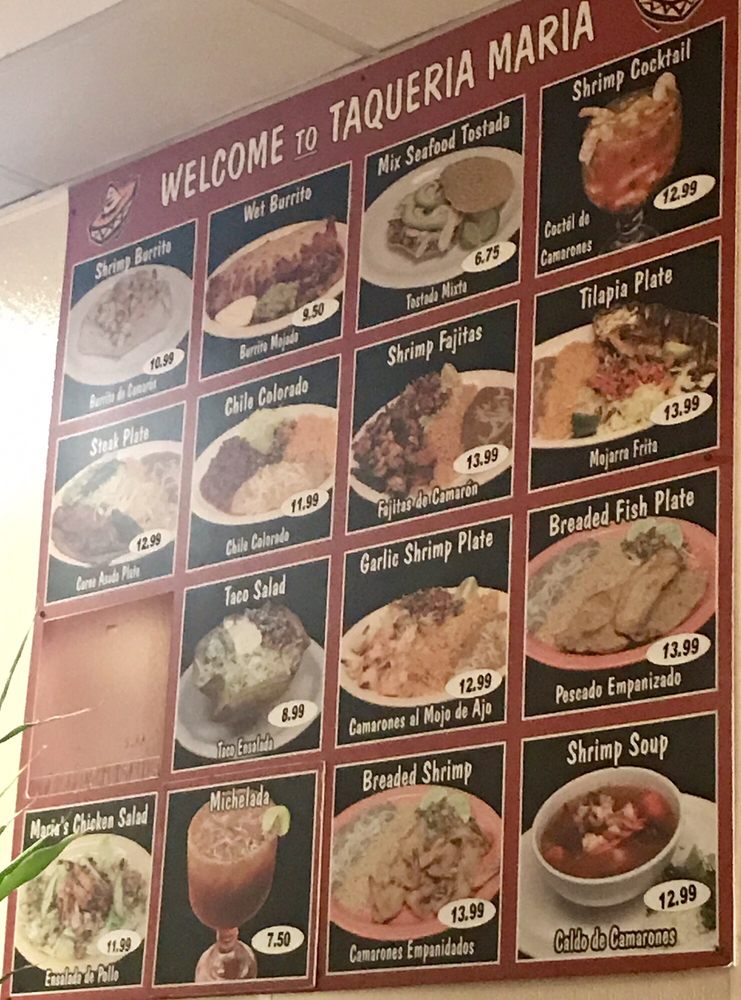 WELCOME TO TAQUERIA MARIA
Shrimp Burrito
10.99
Burrito de Camarón
Wet Burrito
9.50
Burrito Mojado
Mix Seafood Tostada
6.75
Tostada Mixta
Shrimp Cocktail
12.99
Coctél de
Camarones
Steak Plate
12.99
Carne Asada Plate
Chile Colorado
11.99
Chile Colorado
Shrimp Fajitas
13.99
Fajitas de Camarón
Tilapia Plate
13.99
Mojarra Frita
Taco Salad
8.99
Taco Ensalada
Garlic Shrimp Plate
12.99
Camarones al Mojo de Ajo
Breaded Fish Plate
13.99
Pescado Empanizado
Maria's Chicken Salad
11.99
Ensalada de Pollo
Michelada
7.50
Breaded Shrimp
13.99
Camarones Empanidados
Shrimp Soup
12.99
Caldo de Camarones